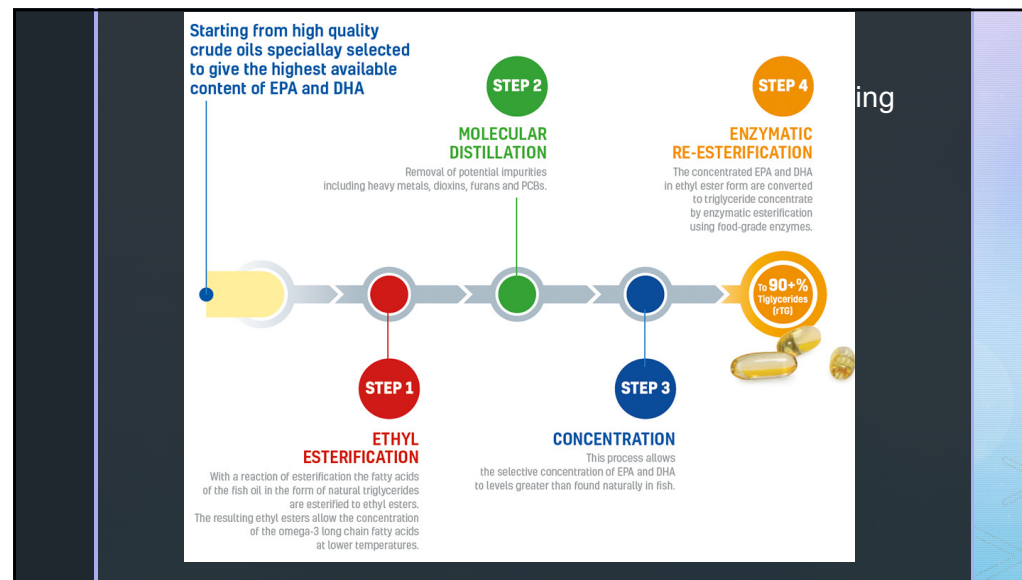 Starting from high quality
crude oils speciallay selected
to give the highest available
content of EPA and DHA
STEP 2
MOLECULAR
DISTILLATION
Removal of potential impurities
including heavy metals, dioxins, furans and PCBs.
STEP 4
ing
ENZYMATIC
RE-ESTERIFICATION
The concentrated EPA and DHA
in ethyl ester form are converted
to triglyceride concentrate
by enzymatic esterification
using food-grade enzymes.
To 90+%
Tiglycerides
(rTG)
STEP 1
ETHYL
ESTERIFICATION
With a reaction of esterification the fatty acids
of the fish oil in the form of natural triglycerides
are esterified to ethyl esters.
The resulting ethyl esters allow the concentration
of the omega-3 long chain fatty acids
at lower temperatures.
STEP 3
CONCENTRATION
This process allows
the selective concentration of EPA and DHA
to levels greater than found naturally in fish.